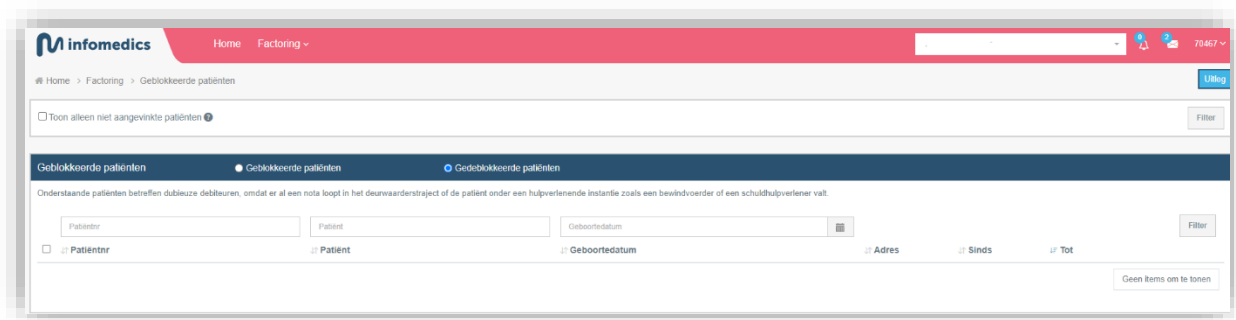 infomedics Home Factoring 0 2 70467
Home > Factoring > Geblokkeerde patiënten Uitleg
Toon alleen niet aangevinkte patiënten ? Filter
Geblokkeerde patiënten Geblokkeerde patiënten Gedeblokkeerde patiënten
Onderstaande patiënten betreffen dubieuze debiteuren, omdat er al een nota loopt in het deurwaarderstraject of de patiënt onder een hulpverlenende instantie zoals een bewindvoerder of een schuldhulpverlener valt.
Patiëntnr Patiënt Geboortedatum Filter
Patiëntnr Patiënt Geboortedatum Adres Sinds Tot
Geen items om te tonen